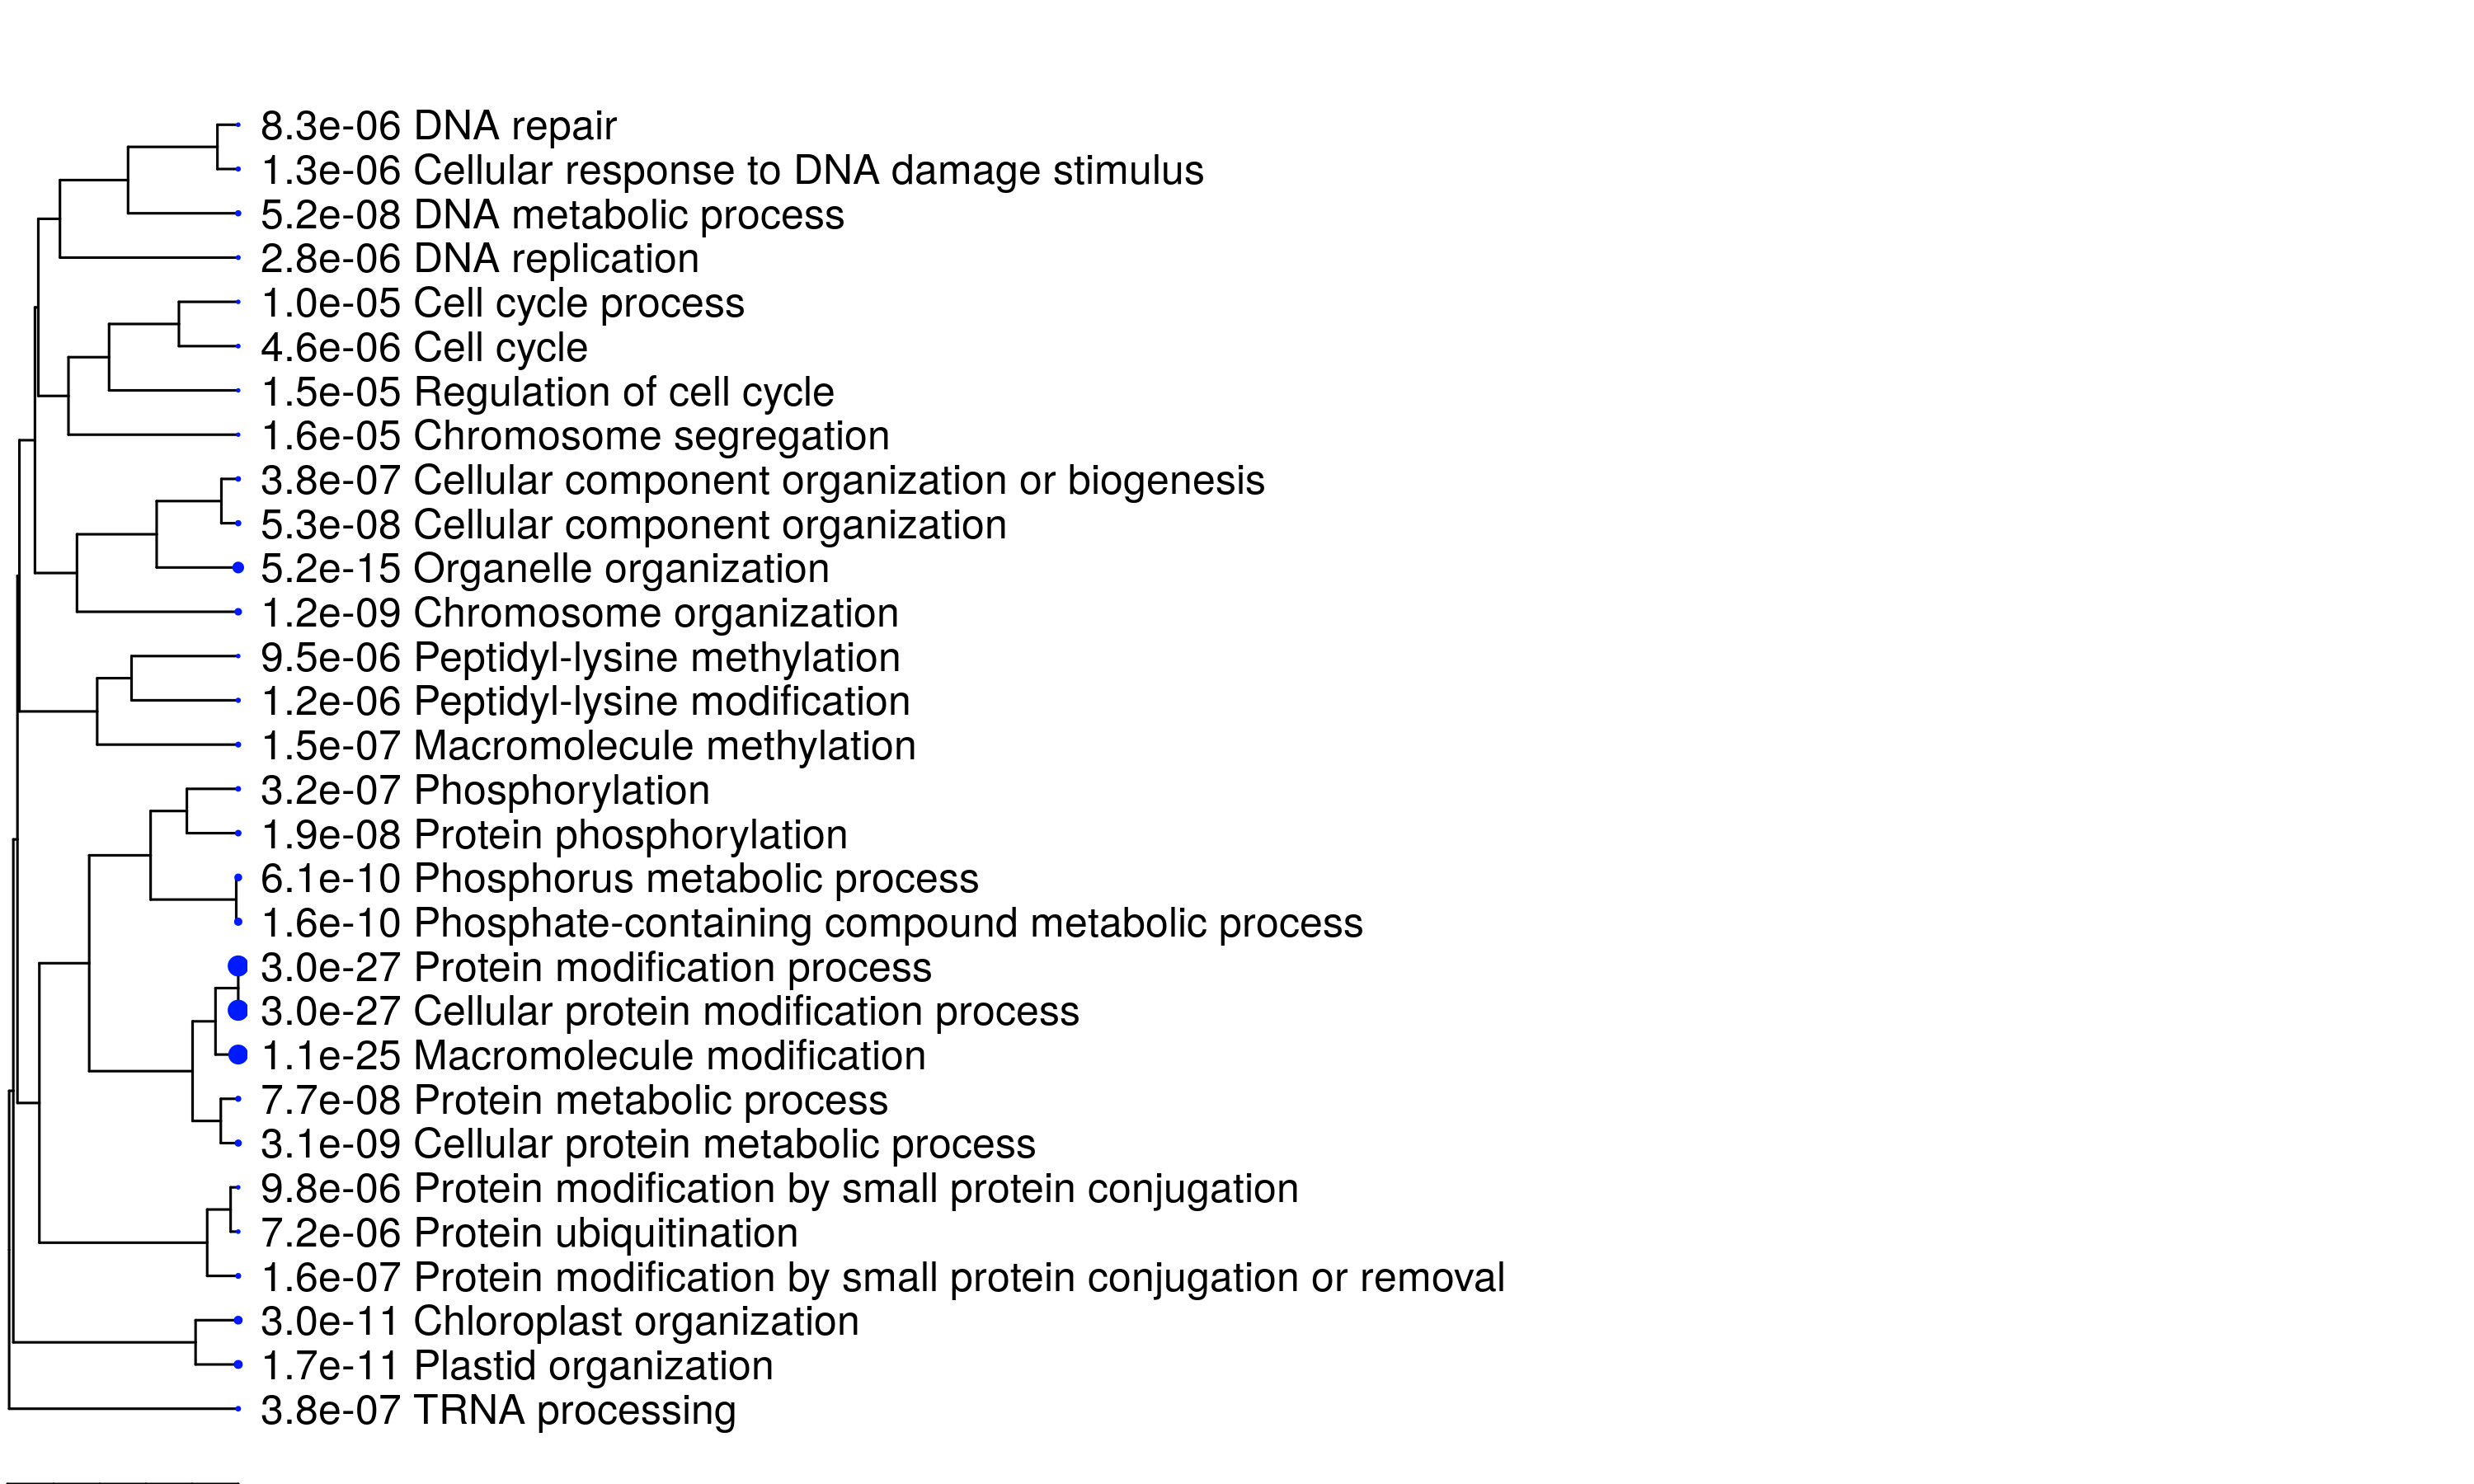 8.3e-06 DNA repair
1.3e-06 Cellular response to DNA damage stimulus
5.2e-08 DNA metabolic process
2.8e-06 DNA replication
1.0e-05 Cell cycle process
4.6e-06 Cell cycle
1.5e-05 Regulation of cell cycle
1.6e-05 Chromosome segregation
3.8e-07 Cellular component organization or biogenesis
5.3e-08 Cellular component organization
5.2e-15 Organelle organization
1.2e-09 Chromosome organization
9.5e-06 Peptidyl-lysine methylation
1.2e-06 Peptidyl-lysine modification
1.5e-07 Macromolecule methylation
3.2e-07 Phosphorylation
1.9e-08 Protein phosphorylation
6.1e-10 Phosphorus metabolic process
1.6e-10 Phosphate-containing compound metabolic process
3.0e-27 Protein modification process
3.0e-27 Cellular protein modification process
1.1e-25 Macromolecule modification
7.7e-08 Protein metabolic process
3.1e-09 Cellular protein metabolic process
9.8e-06 Protein modification by small protein conjugation
7.2e-06 Protein ubiquitination
1.6e-07 Protein modification by small protein conjugation or removal
3.0e-11 Chloroplast organization
1.7e-11 Plastid organization
3.8e-07 TRNA processing